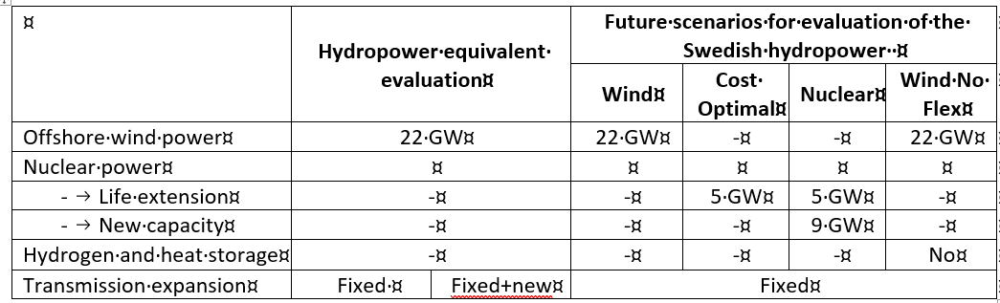 ¤
Hydropower·equivalent·
evaluation¤
Future·scenarios·for·evaluation·of·the·
Swedish·hydropower··¤
Wind¤
Cost·
Optimal¤
Nuclear¤
Wind·No·
Flex¤
Offshore·wind·power¤ 22·GW¤ 22·GW¤ -¤ -¤ 22·GW¤
Nuclear·power¤ ¤ ¤ ¤ ¤ ¤
- → Life·extension¤ -¤ -¤ 5·GW¤ 5·GW¤ -¤
- → New·capacity¤ -¤ -¤ -¤ 9·GW¤ -¤
Hydrogen·and·heat·storage¤ -¤ -¤ -¤ -¤ No¤
Transmission·expansion¤ Fixed·¤ Fixed+new¤ Fixed¤